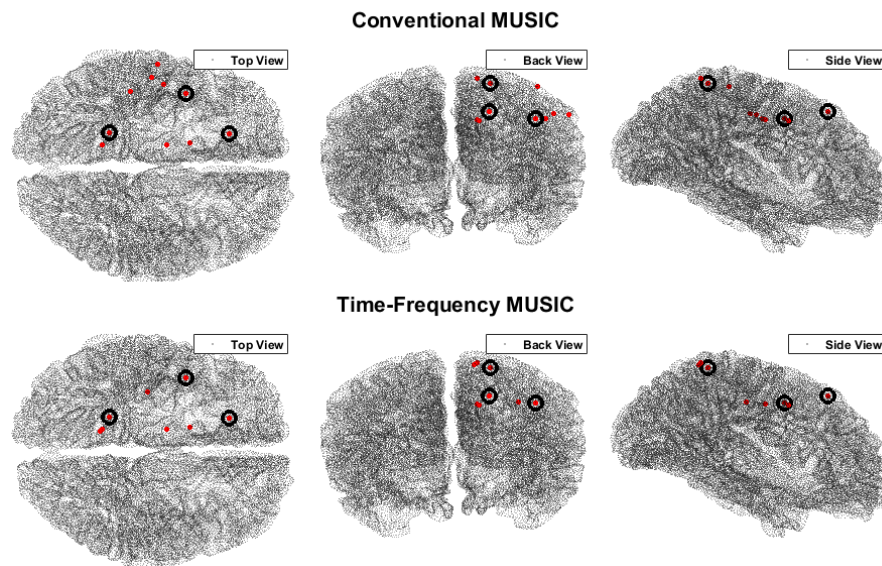 Conventional MUSIC
Top View
Back View
Side View
Time-Frequency MUSIC
Top View
Back View
Side View